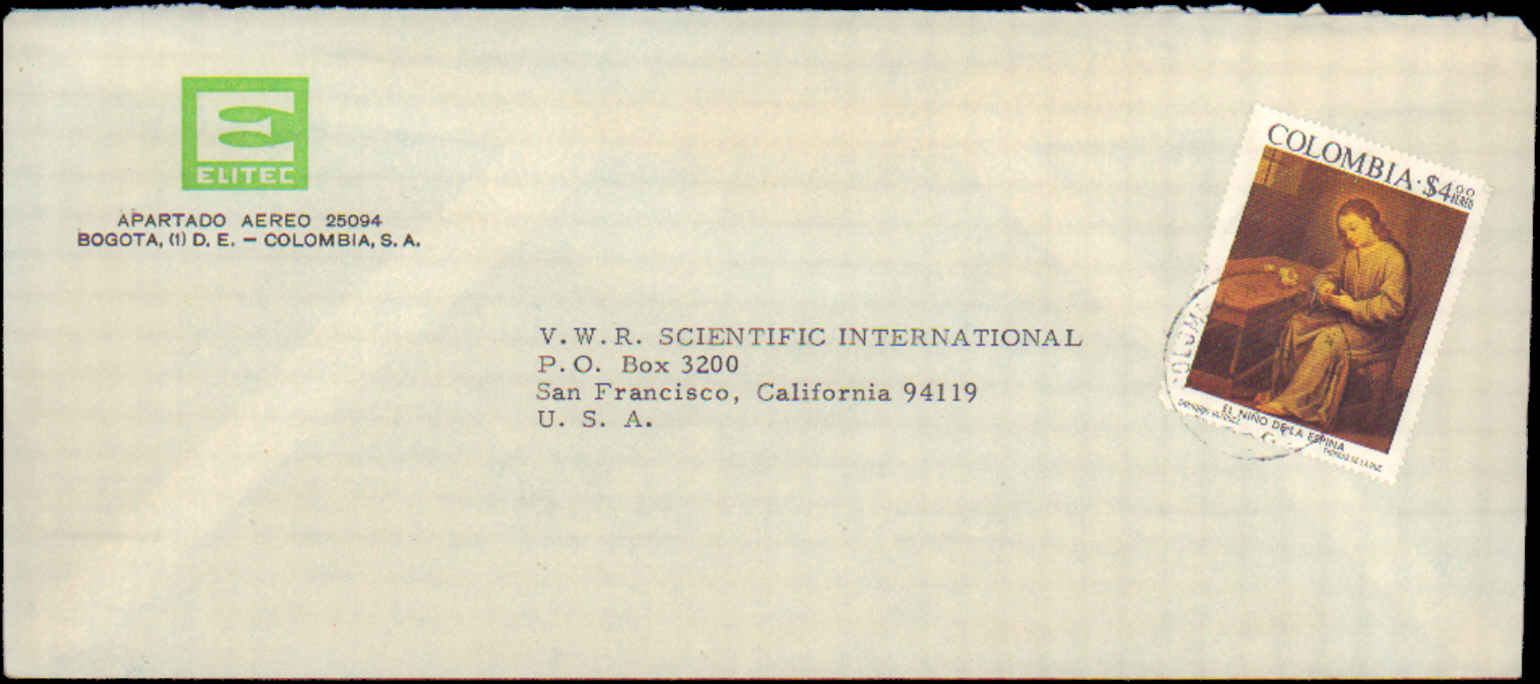 ELITEC
APARTADO AEREO 25094
BOGOTA, (1) D. E. — COLOMBIA, S. A.
COLOMBIA·$4.00
AEREO
V.W.R. SCIENTIFIC INTERNATIONAL
P.O. Box 3200
San Francisco, California 94119
U. S. A.
EL NIÑO DE LA ESPINA